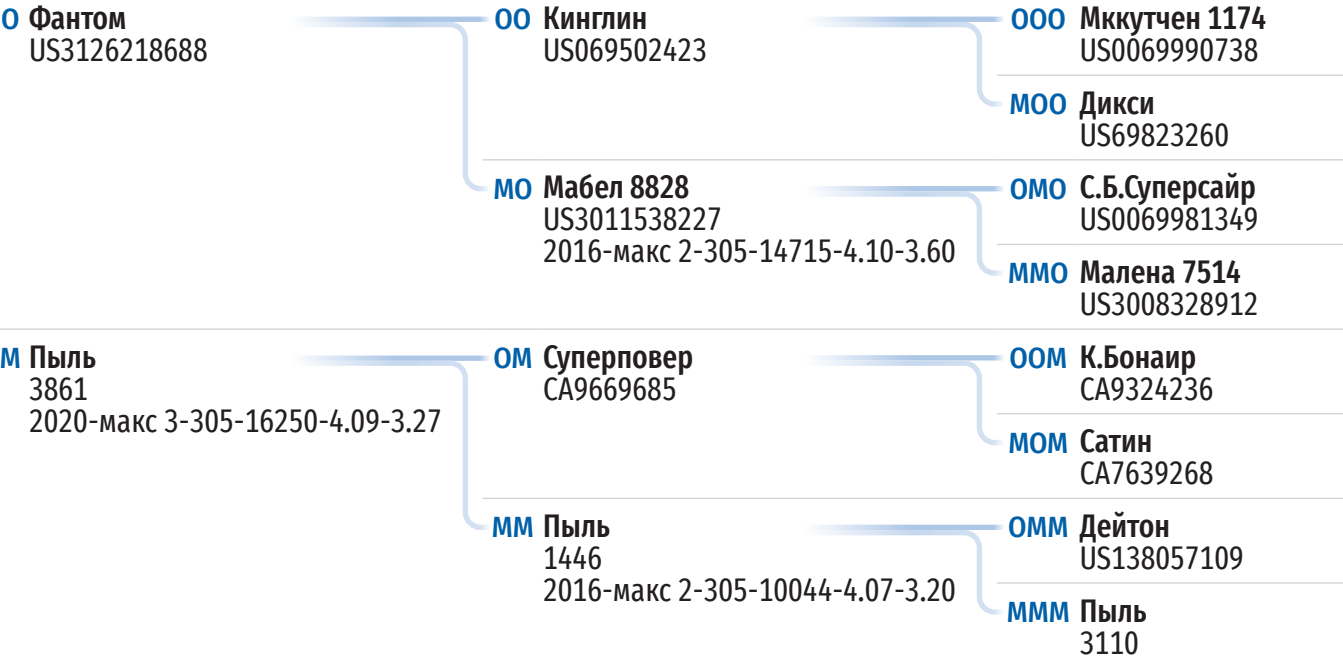 О Фантом
US3126218688
ОО Кинглин
US069502423
ООО Мккутчен 1174
US0069990738
МОО Дикси
US69823260
МО Мабел 8828
US3011538227
2016-макс 2-305-14715-4.10-3.60
ОМО С.Б.Суперсайр
US0069981349
ММО Малена 7514
US3008328912
М Пыль
3861
2020-макс 3-305-16250-4.09-3.27
ОМ Суперповер
CA9669685
ООМ К.Бонаир
CA9324236
МОМ Сатин
CA7639268
ММ Пыль
1446
2016-макс 2-305-10044-4.07-3.20
ОММ Дейтон
US138057109
МММ Пыль
3110